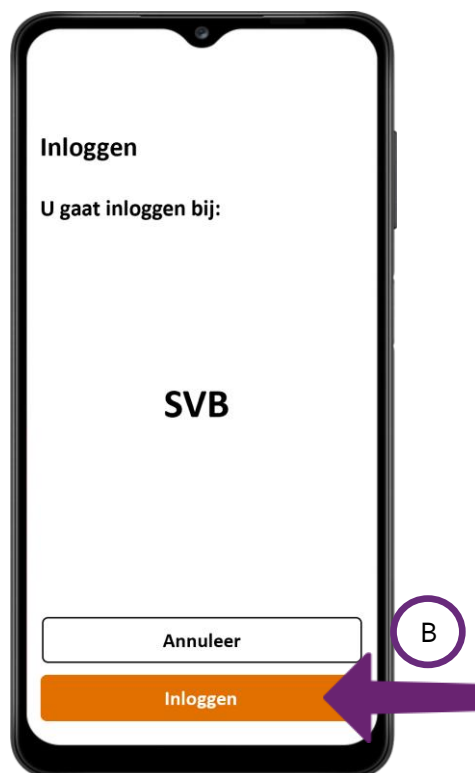 Inloggen
U gaat inloggen bij:
SVB
Annuleer
B
Inloggen